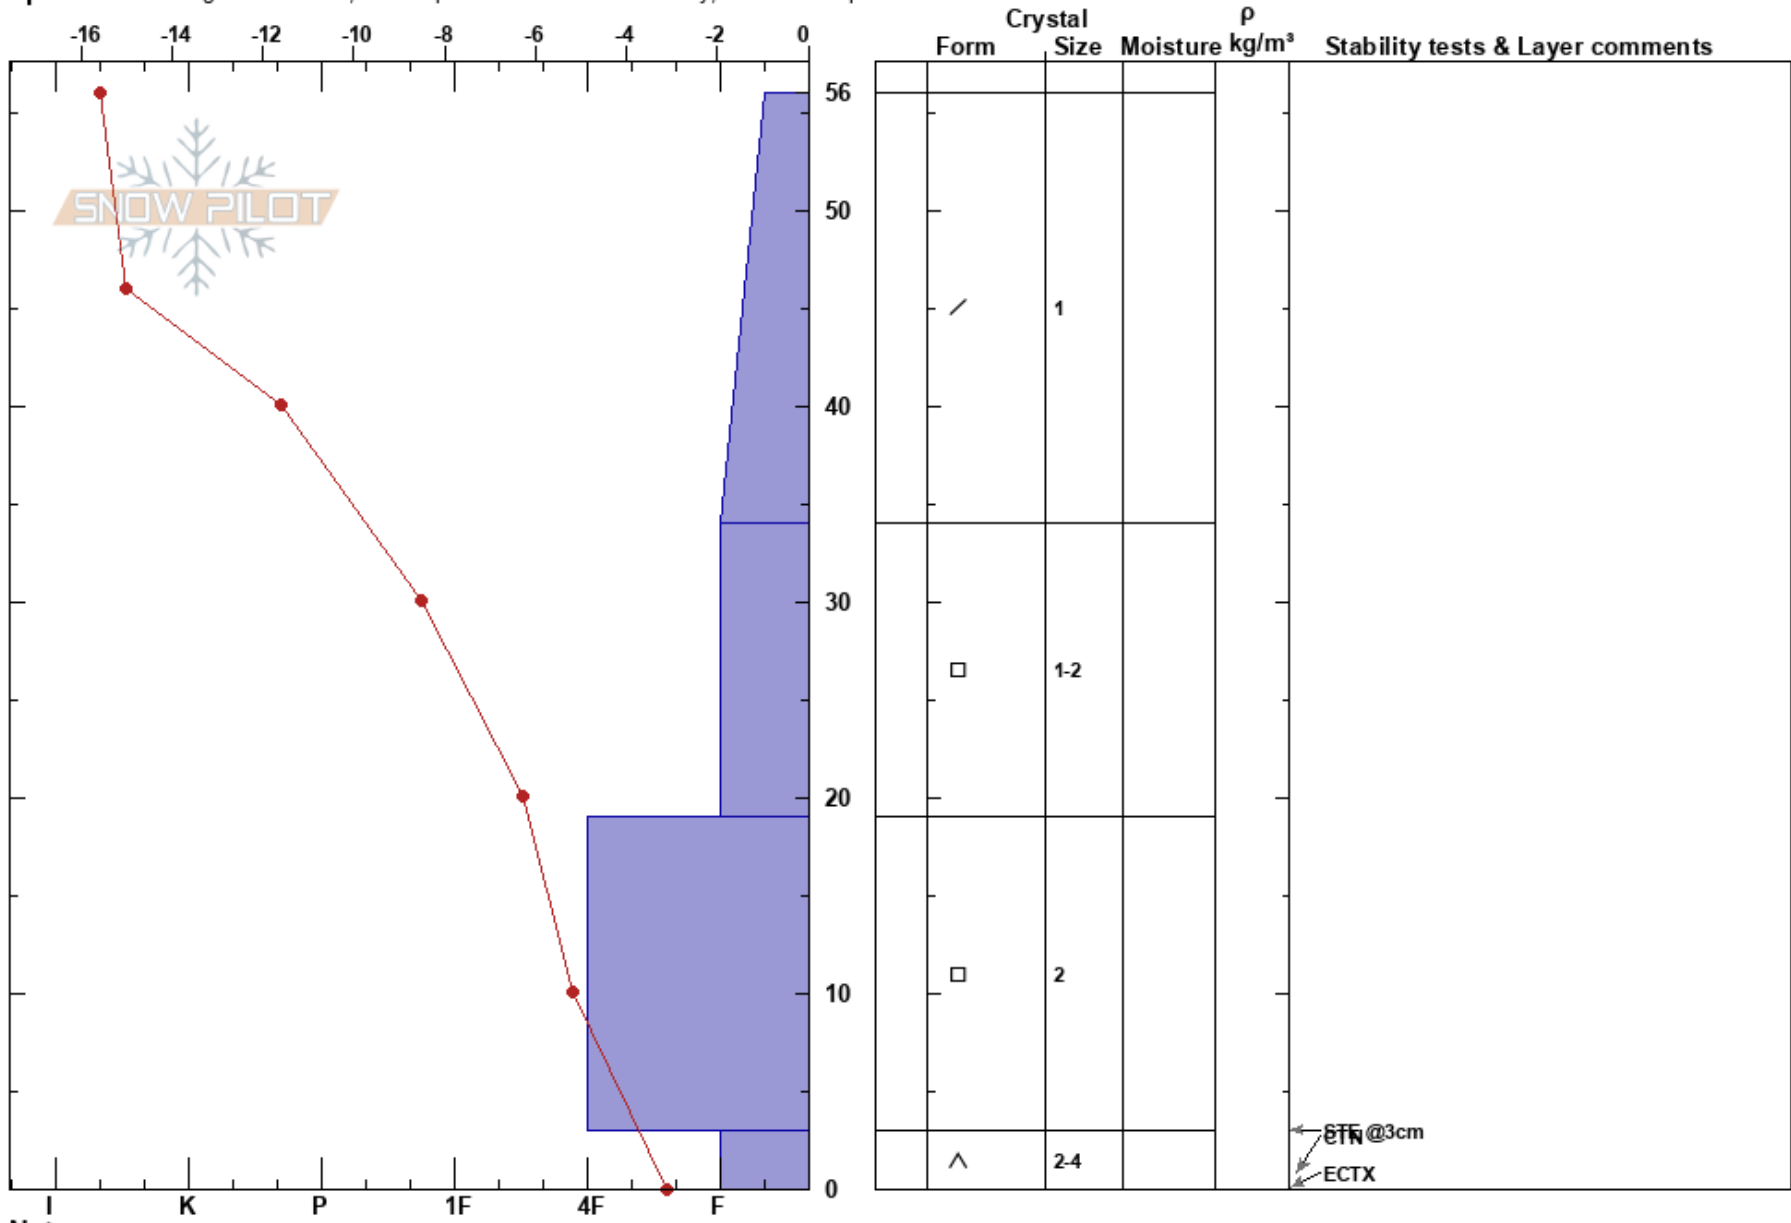 Crystal ρ
-16 -14 -12 -10 -8 -6 -4 -2 0 Form Size Moisture kg/m³ Stability tests & Layer comments
56
SNOW PILOT
50
1
40
30
1-2
20
2
10
STE @3cm
CTN
2-4
ECTX
0
I K P 1F 4F F